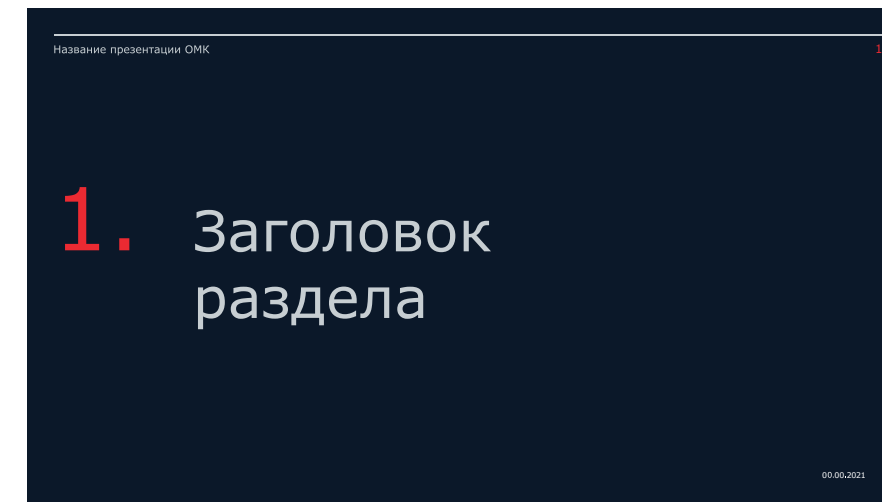 Название презентации ОМК
1
1.
Заголовок
раздела
00.00.2021